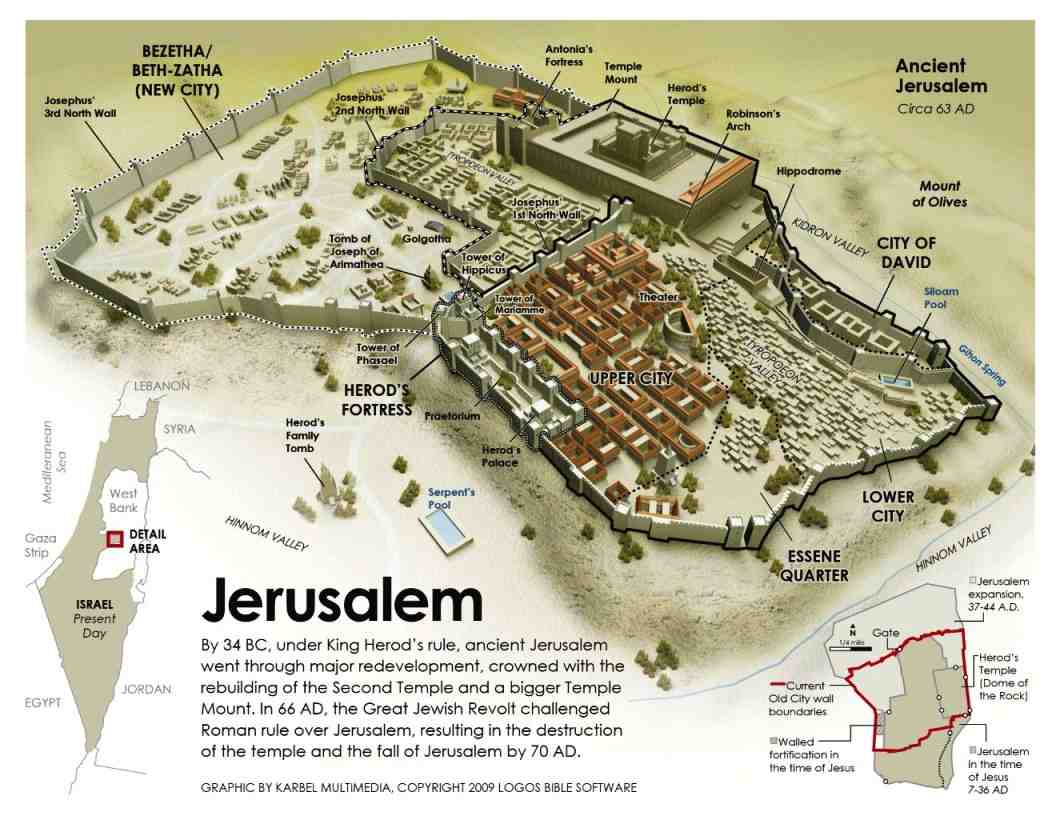 BEZETHA/
BETH-ZATHA
(NEW CITY)
Josephus'
3rd North Wall
Josephus'
2nd North Wall
Antonia's
Fortress
Temple
Mount
Herod's
Temple
Robinson's
Arch
Ancient
Jerusalem
Circa 63 AD
Hippodrome
Mount
of Olives
TYROPOEON VALLEY
Josephus'
1st North Wall
KIDRON VALLEY
CITY OF
DAVID
Siloam
Pool
Gihon Spring
Tomb of
Joseph of
Arimathea
Golgotha
Tower of
Hippicus
Tower of
Mariamme
Theater
Tower of
Phasael
UPPER CITY
TYROPOEON
VALLEY
HEROD'S
FORTRESS
Praetorium
Herod's
Family
Tomb
Herod's
Palace
Serpent's
Pool
HINNOM VALLEY
LOWER
CITY
ESSENE
QUARTER
HINNOM VALLEY
LEBANON
SYRIA
Mediteranean
Sea
West
Bank
DETAIL
AREA
Gaza
Strip
ISRAEL
Present
Day
EGYPT
JORDAN
Jerusalem
By 34 BC, under King Herod's rule, ancient Jerusalem
went through major redevelopment, crowned with the
rebuilding of the Second Temple and a bigger Temple
Mount. In 66 AD, the Great Jewish Revolt challenged
Roman rule over Jerusalem, resulting in the destruction
of the temple and the fall of Jerusalem by 70 AD.
GRAPHIC BY KARBEL MULTIMEDIA, COPYRIGHT 2009 LOGOS BIBLE SOFTWARE
Jerusalem
expansion,
37-44 A.D.
N
1/4 miles
Gate
Herod's
Temple
(Dome of
the Rock)
Current
Old City wall
boundaries
Walled
fortification in
the time of Jesus
Jerusalem
in the time
of Jesus
7-36 AD